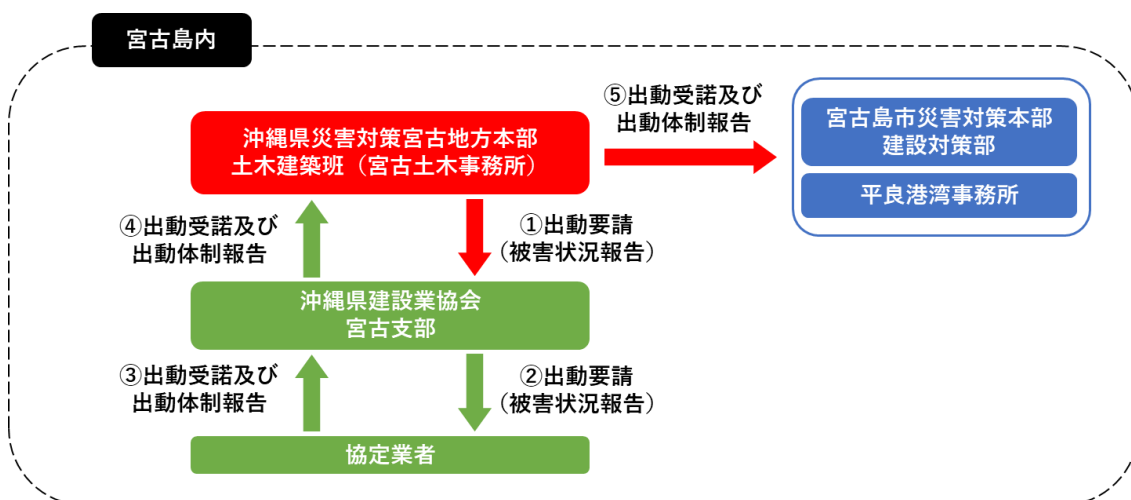 宮古島内
沖縄県災害対策宮古地方本部
土木建築班（宮古土木事務所）
⑤出動受諾及び
出動体制報告
宮古島市災害対策本部
建設対策部
平良港湾事務所
④出動受諾及び
出動体制報告
①出動要請
（被害状況報告）
沖縄県建設業協会
宮古支部
③出動受諾及び
出動体制報告
②出動要請
（被害状況報告）
協定業者